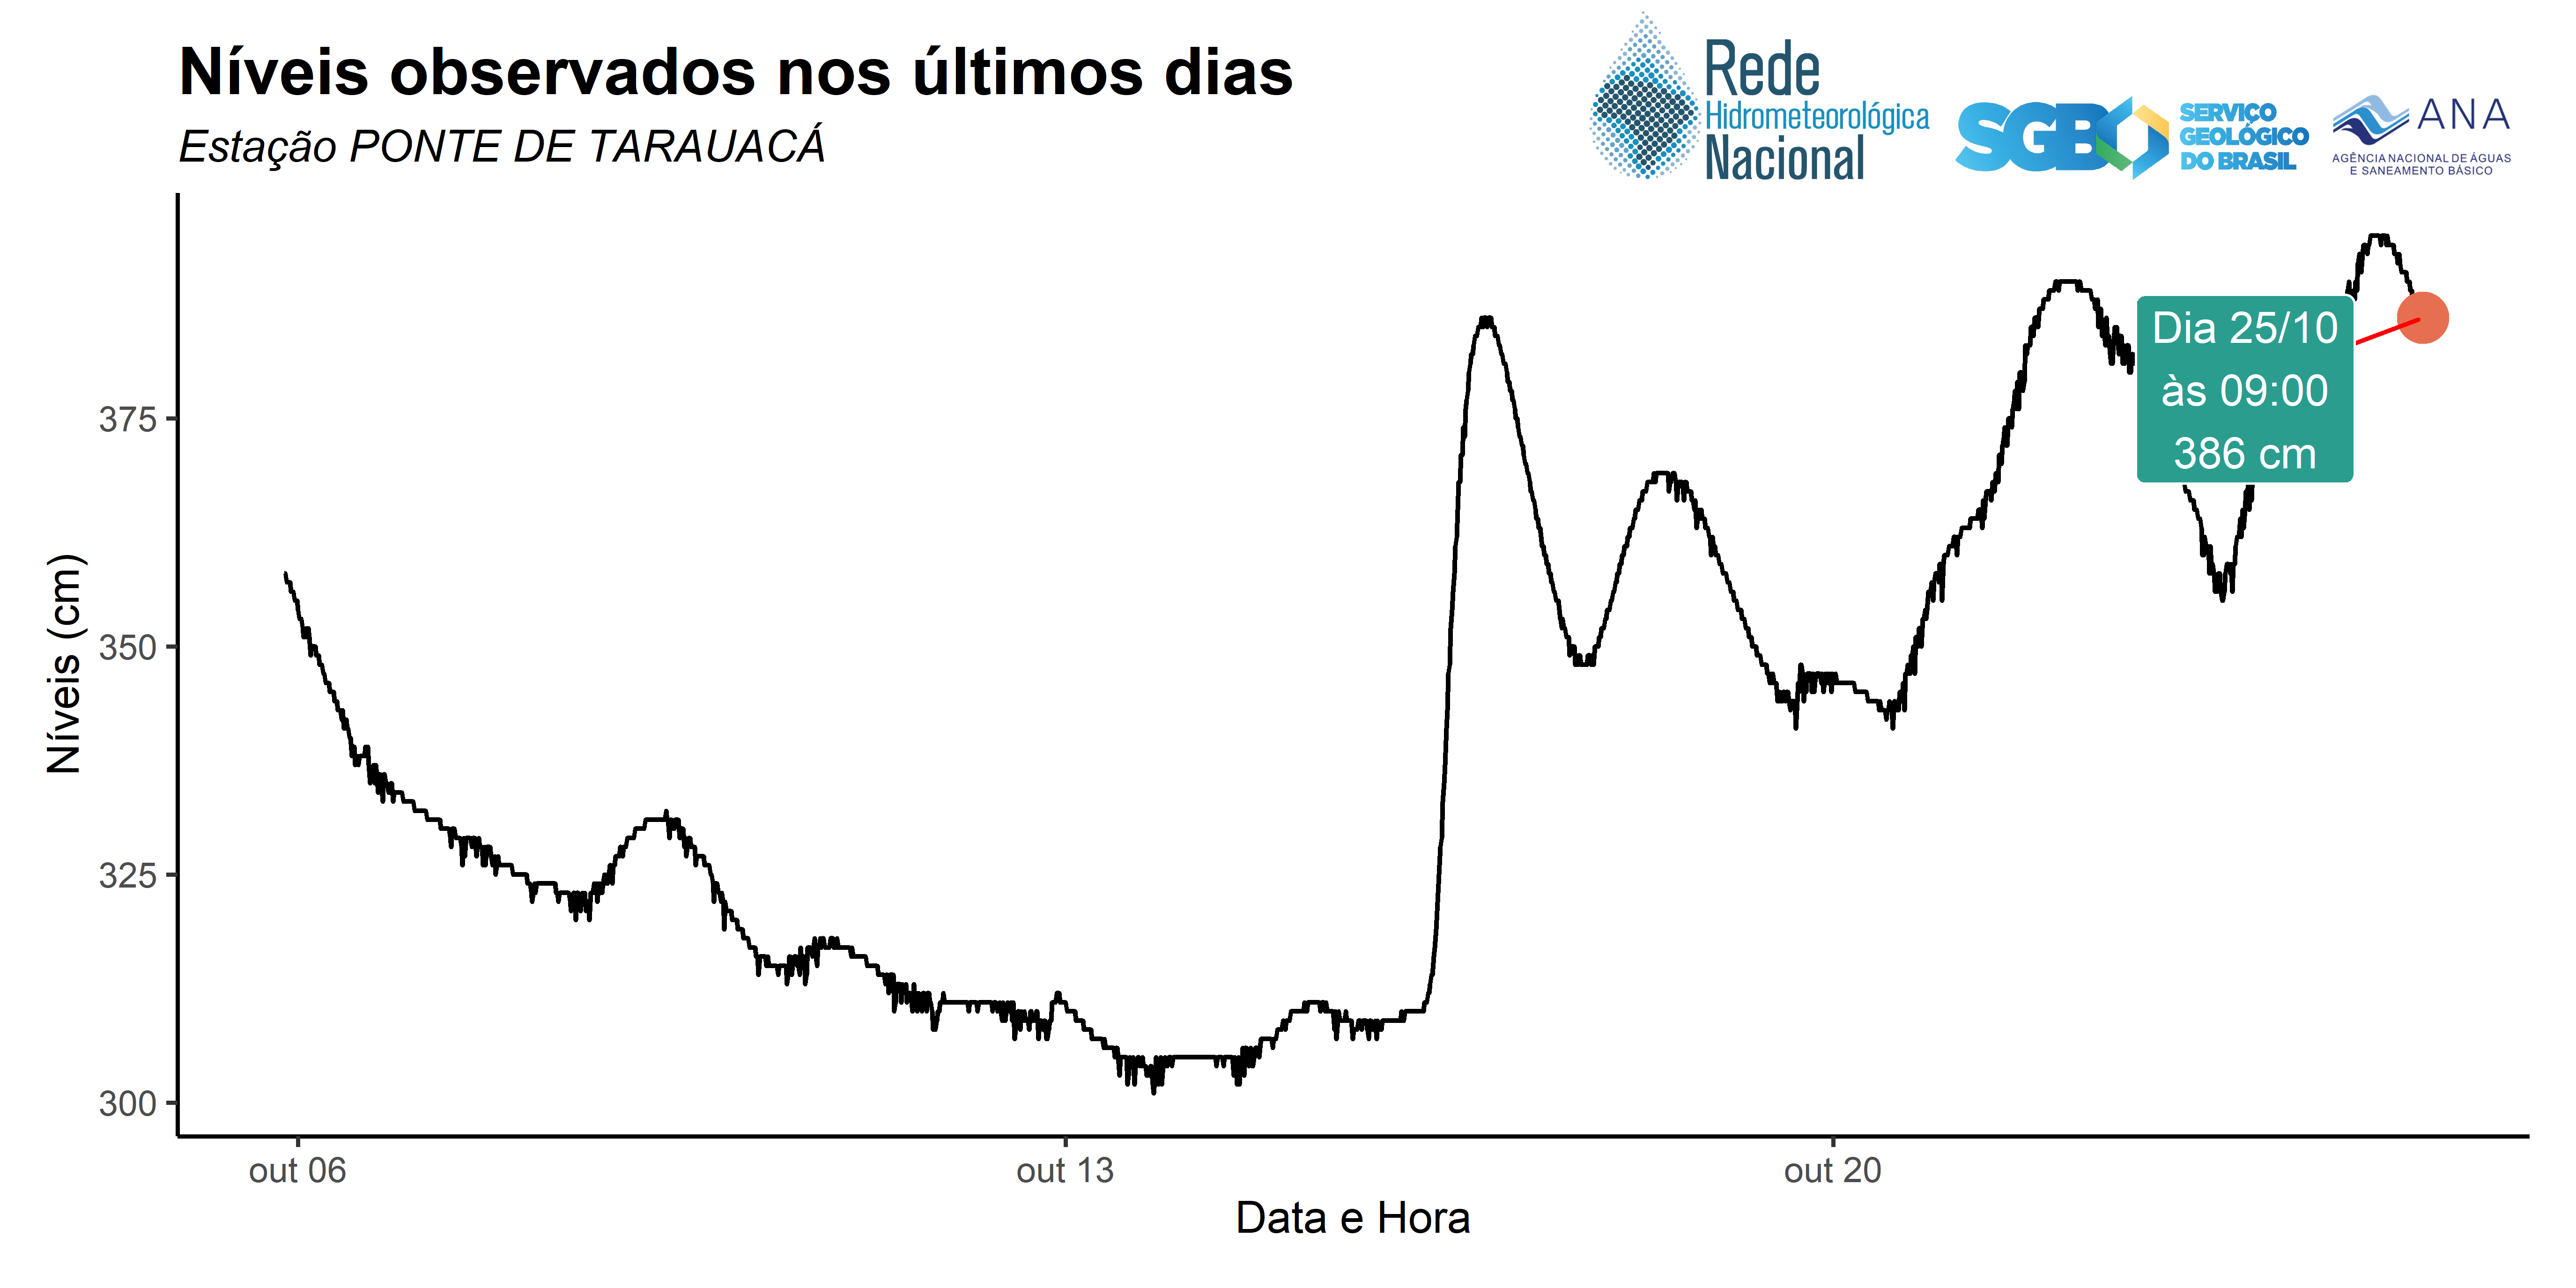 Níveis observados nos últimos dias
Estação PONTE DE TARAUACÁ
Rede
Hidrometeorológica
Nacional
SGB
SERVIÇO
GEOLÓGICO
DO BRASIL
ANA
AGÊNCIA NACIONAL DE ÁGUAS
E SANEAMENTO BÁSICO
Níveis (cm)
375
350
325
300
Dia 25/10
às 09:00
386 cm
out 06
out 13
out 20
Data e Hora